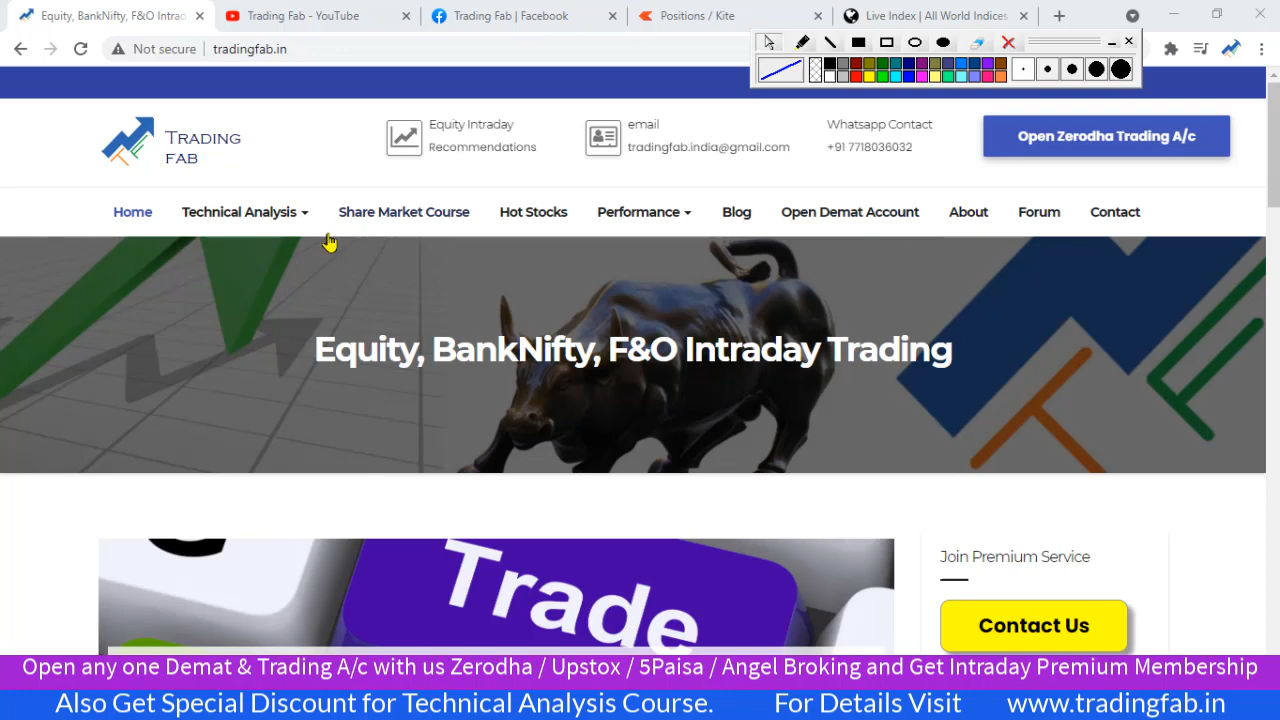 Equity, BankNifty, F&O Intrad
Trading Fab - YouTube
Trading Fab | Facebook
Positions / Kite
Live Index | All World Indices
Not secure
tradingfab.in
TRADING
FAB
Equity Intraday
Recommendations
email
tradingfab.india@gmail.com
Whatsapp Contact
+91 7718036032
Open Zerodha Trading A/c
Home
Technical Analysis
Share Market Course
Hot Stocks
Performance
Blog
Open Demat Account
About
Forum
Contact
Equity, BankNifty, F&O Intraday Trading
Trade
Join Premium Service
Contact Us
Open any one Demat & Trading A/c with us Zerodha / Upstox / 5Paisa / Angel Broking and Get Intraday Premium Membership
Also Get Special Discount for Technical Analysis Course. For Details Visit www.tradingfab.in